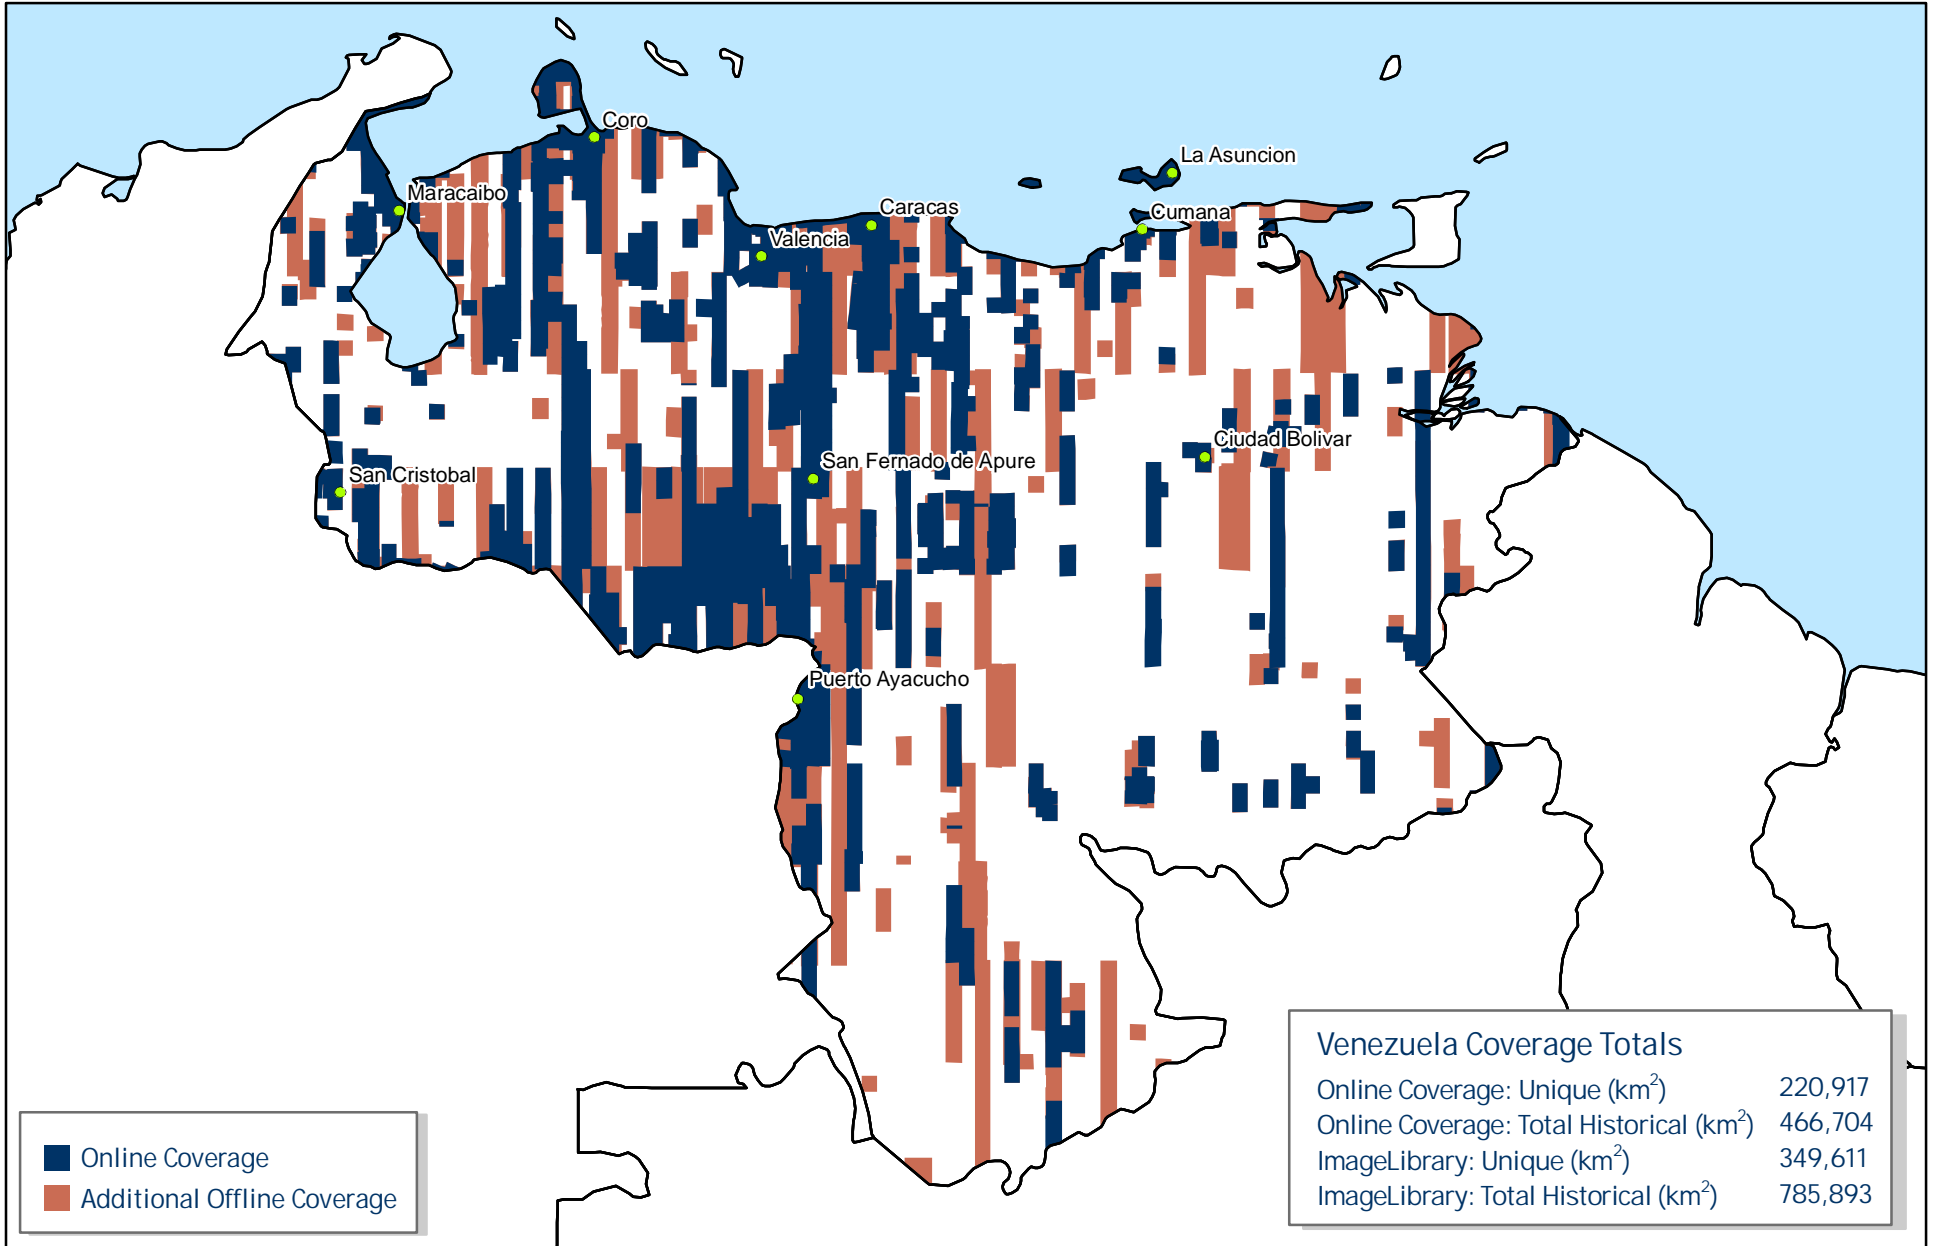 Coro
La Asuncion
Maracaibo
Caracas
Cumana
Valencia
Ciudad Bolivar
San Fernado de Apure
San Cristobal
Puerto Ayacucho
Venezuela Coverage Totals
Online Coverage: Unique (km²) 220,917
Online Coverage: Total Historical (km²) 466,704
ImageLibrary: Unique (km²) 349,611
ImageLibrary: Total Historical (km²) 785,893
Online Coverage
Additional Offline Coverage